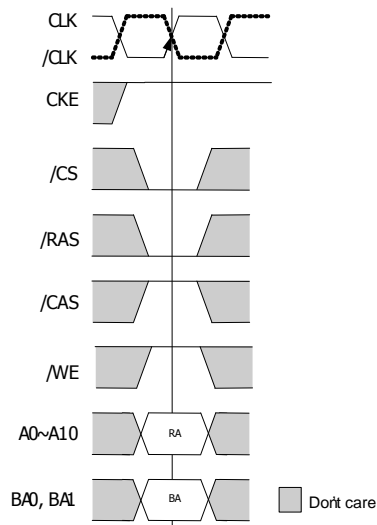 CLK
/CLK
CKE
/CS
/RAS
/CAS
/WE
A0~A10
RA
BA0, BA1
BA
Don't care